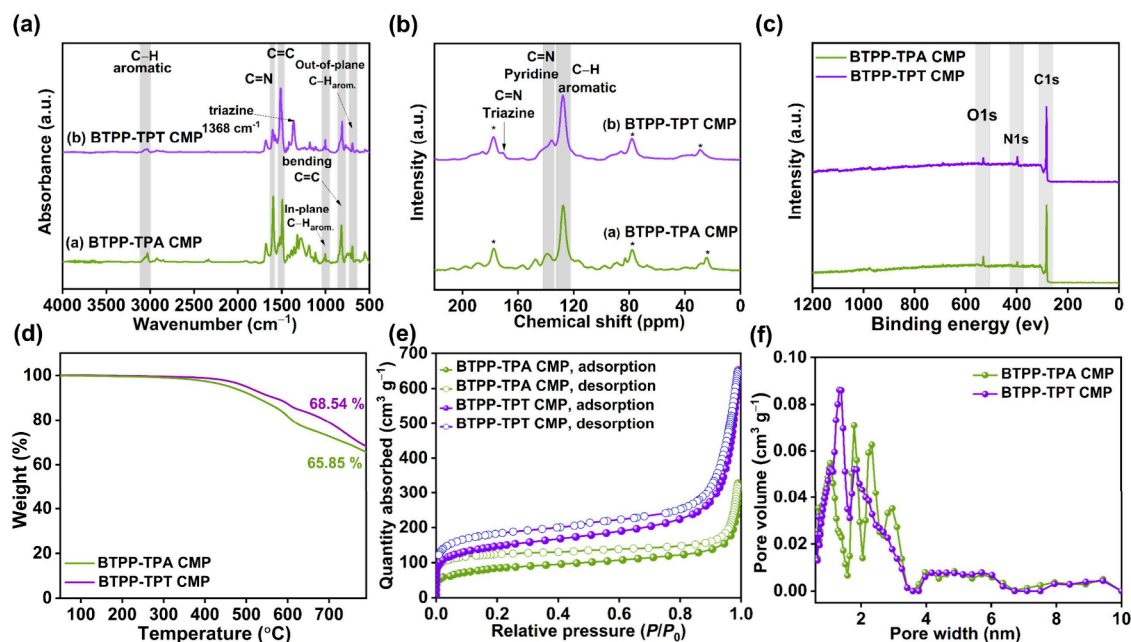 (a)
C=C
C−H
aromatic
C=N
Out-of-plane
C−Harom.
triazine
1368 cm−1
(b) BTPP-TPT CMP
bending
C=C
In-plane
C−Harom.
(a) BTPP-TPA CMP
Absorbance (a.u.)
4000 3500 3000 2500 2000 1500 1000 500
Wavenumber (cm−1)
(b)
C=N
Pyridine
C−H
aromatic
C=N
Triazine
* * * *
(b) BTPP-TPT CMP
(a) BTPP-TPA CMP
* * *
Intensity (a.u.)
200 160 120 80 40 0
Chemical shift (ppm)
(c)
BTPP-TPA CMP
BTPP-TPT CMP
C1s
O1s
N1s
Intensity (a.u.)
1200 1000 800 600 400 200 0
Binding energy (ev)
(d)
100
80
60
40
20
0
68.54 %
65.85 %
BTPP-TPA CMP
BTPP-TPT CMP
Weight (%)
100 200 300 400 500 600 700
Temperature (°C)
(e)
700
600
500
400
300
200
100
0
BTPP-TPA CMP, adsorption
BTPP-TPA CMP, desorption
BTPP-TPT CMP, adsorption
BTPP-TPT CMP, desorption
Quantity absorbed (cm3 g−1)
0.0 0.2 0.4 0.6 0.8 1.0
Relative pressure (P/P0)
(f)
0.10
0.08
0.06
0.04
0.02
0.00
BTPP-TPA CMP
BTPP-TPT CMP
Pore volume (cm3 g−1)
2 4 6 8 10
Pore width (nm)